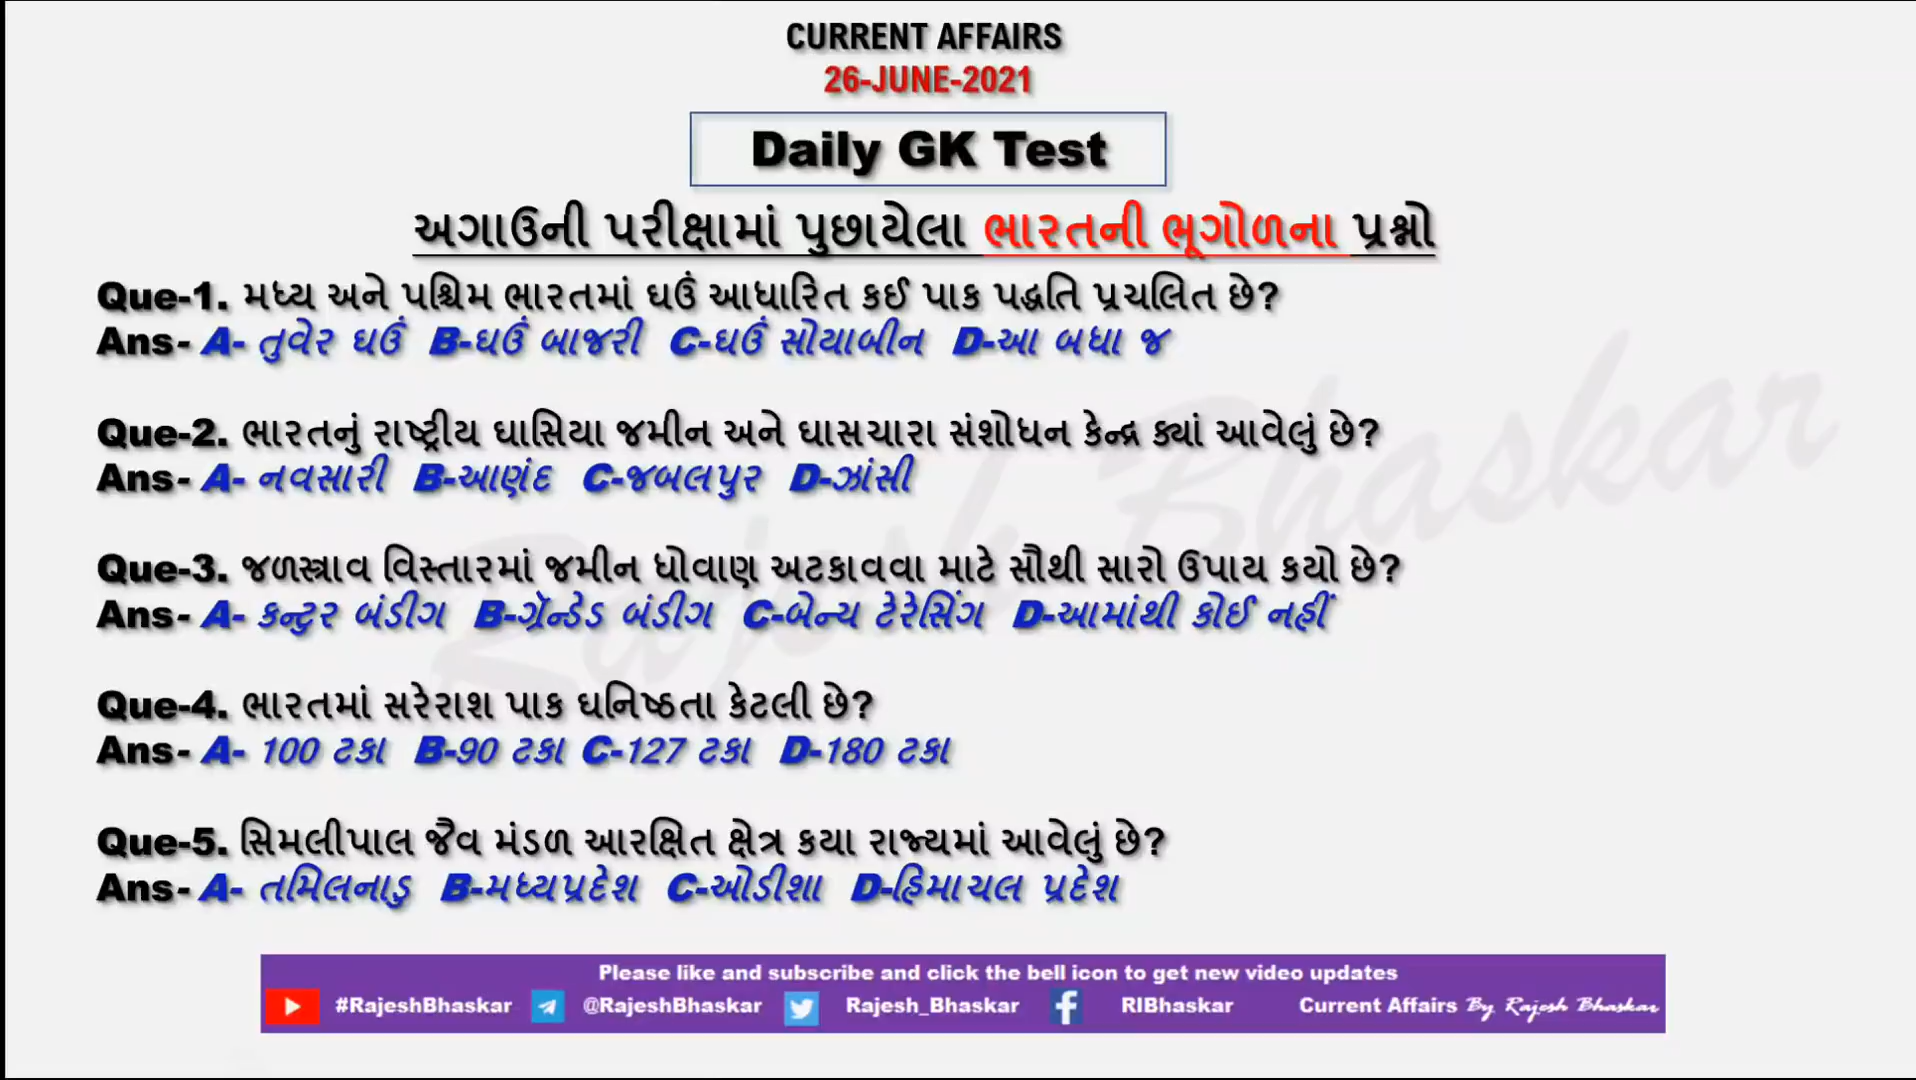 CURRENT AFFAIRS
26-JUNE-2021
Daily GK Test
અગાઉની પરીક્ષામાં પુછાયેલા ભારતની ભૂગોળના પ્રશ્નો
Que-1. મધ્ય અને પશ્ચિમ ભારતમાં ઘઉં આધારિત કઈ પાક પદ્ધતિ પ્રચલિત છે?
Ans- A- તુવેર ઘઉં B-ઘઉં બાજરી C-ઘઉં સોયાબીન D-આ બધા જ
Que-2. ભારતનું રાષ્ટ્રીય ઘાસિયા જમીન અને ઘાસચારા સંશોધન કેન્દ્ર ક્યાં આવેલું છે?
Ans- A- નવસારી B-આણંદ C-જબલપુર D-ઝાંસી
Que-3. જળસ્ત્રાવ વિસ્તારમાં જમીન ધોવાણ અટકાવવા માટે સૌથી સારો ઉપાય કયો છે?
Ans- A- કન્ટુર બંડીગ B-ગ્રૅન્ડેડ બંડીગ C-બેન્ચ ટેરેસિંગ D-આમાંથી કોઈ નહીં
Que-4. ભારતમાં સરેરાશ પાક ઘનિષ્ઠતા કેટલી છે?
Ans- A- 100 ટકા B-90 ટકા C-127 ટકા D-180 ટકા
Que-5. સિમલીપાલ જૈવ મંડળ આરક્ષિત ક્ષેત્ર કયા રાજ્યમાં આવેલું છે?
Ans- A- તમિલનાડુ B-મધ્યપ્રદેશ C-ઓડીશા D-હિમાચલ પ્રદેશ
Rajesh Bhaskar
Please like and subscribe and click the bell icon to get new video updates
#RajeshBhaskar @RajeshBhaskar Rajesh_Bhaskar RIBhaskar Current Affairs By Rajesh Bhaskar